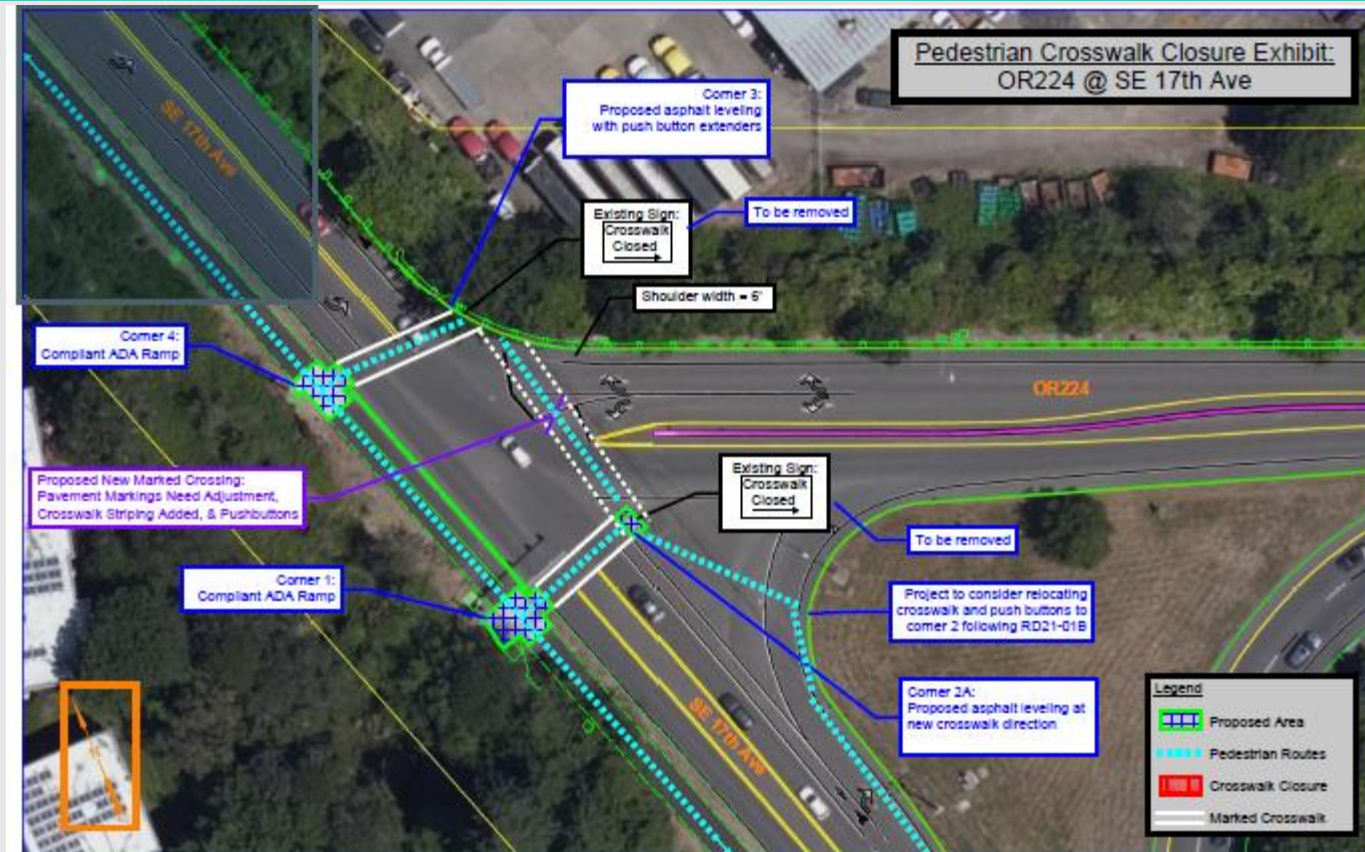 Pedestrian Crosswalk Closure Exhibit:
OR224 @ SE 17th Ave
SE 17th Ave
Corner 3:
Proposed asphalt leveling
with push button extenders
Existing Sign:
Crosswalk
Closed
To be removed
Shoulder width = 6'
Corner 4:
Compliant ADA Ramp
OR224
Proposed New Marked Crossing:
Pavement Markings Need Adjustment,
Crosswalk Striping Added, & Pushbuttons
Existing Sign:
Crosswalk
Closed
To be removed
Corner 1:
Compliant ADA Ramp
Project to consider relocating
crosswalk and push buttons to
corner 2 following RD21-01B
Corner 2A:
Proposed asphalt leveling at
new crosswalk direction
SE 17th Ave
Legend
Proposed Area
Pedestrian Routes
Crosswalk Closure
Marked Crosswalk